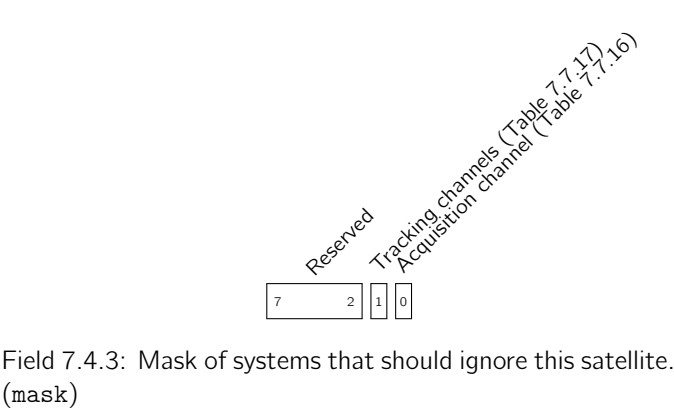 Reserved
Tracking channels (Table 7.7.17)
Acquisition channel (Table 7.7.16)
7 2 1 0
Field 7.4.3: Mask of systems that should ignore this satellite.
(mask)